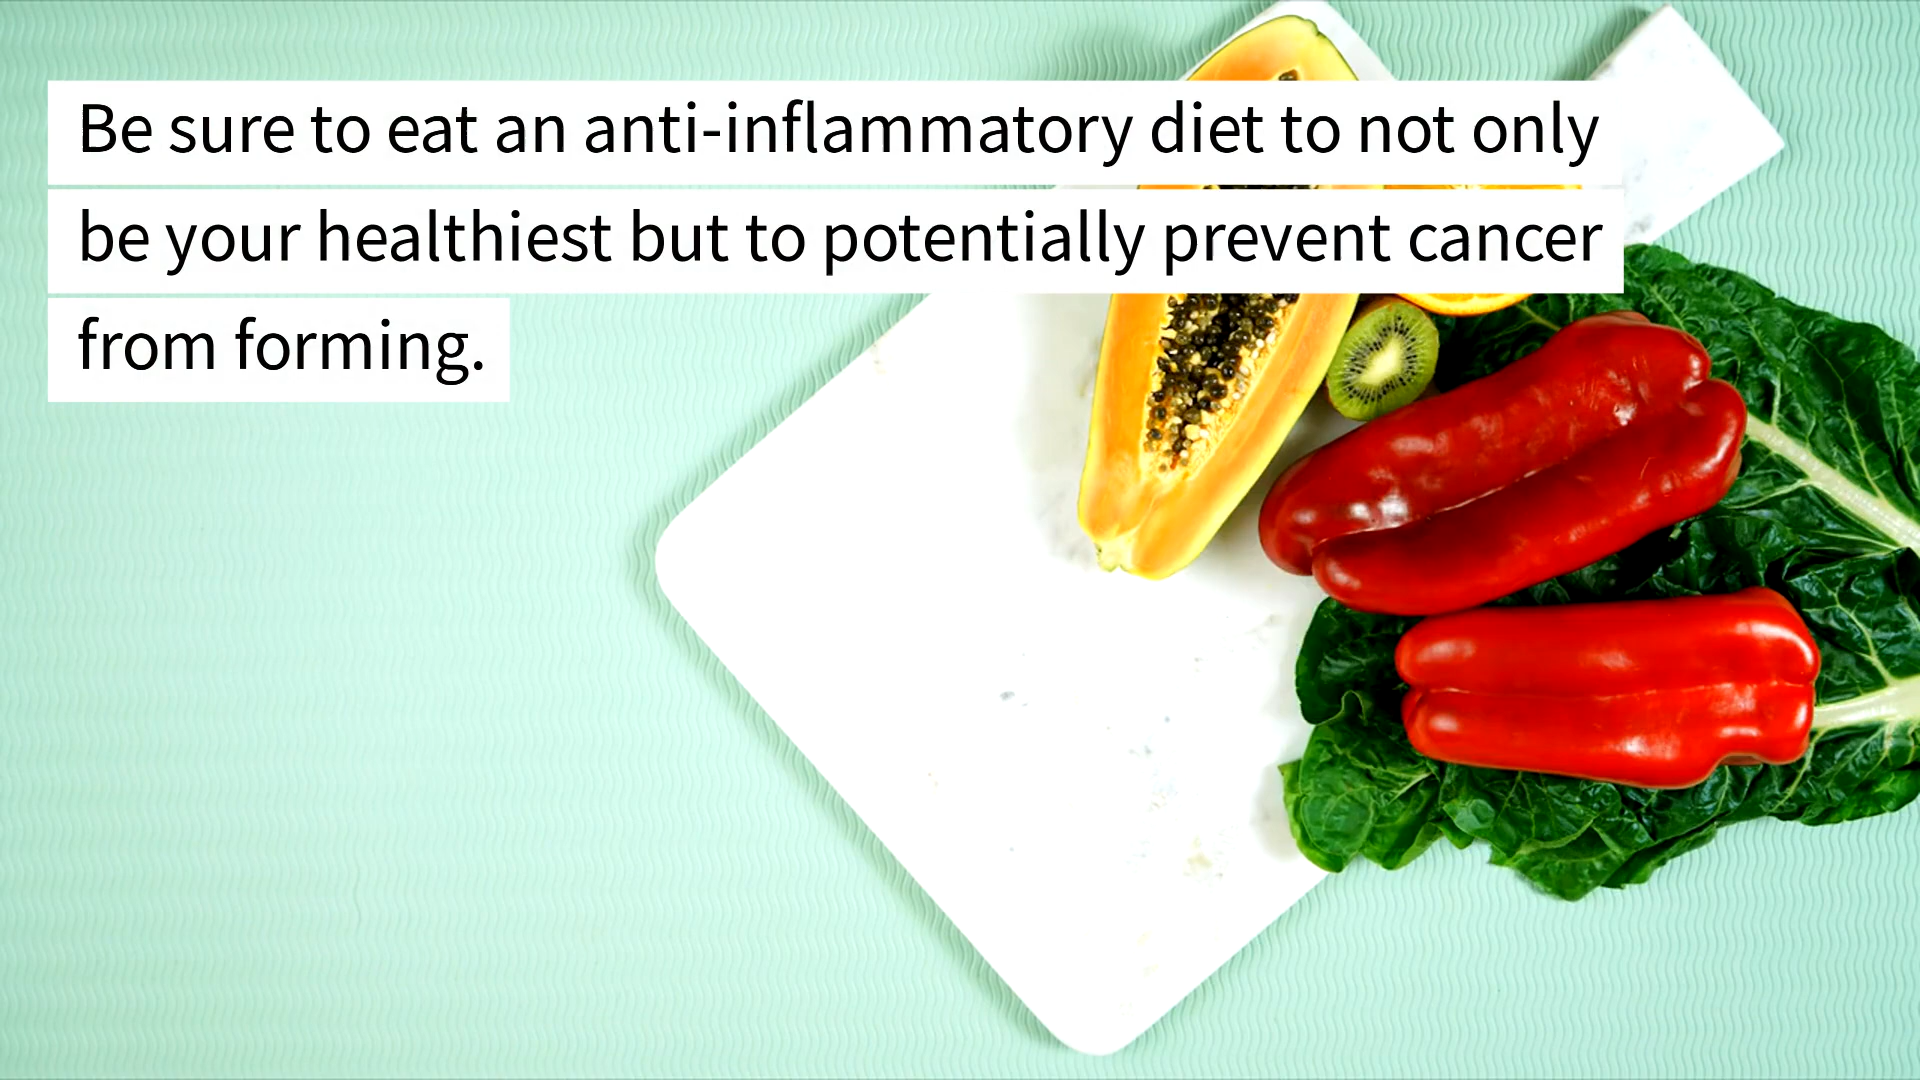 Be sure to eat an anti-inflammatory diet to not only
be your healthiest but to potentially prevent cancer
from forming.